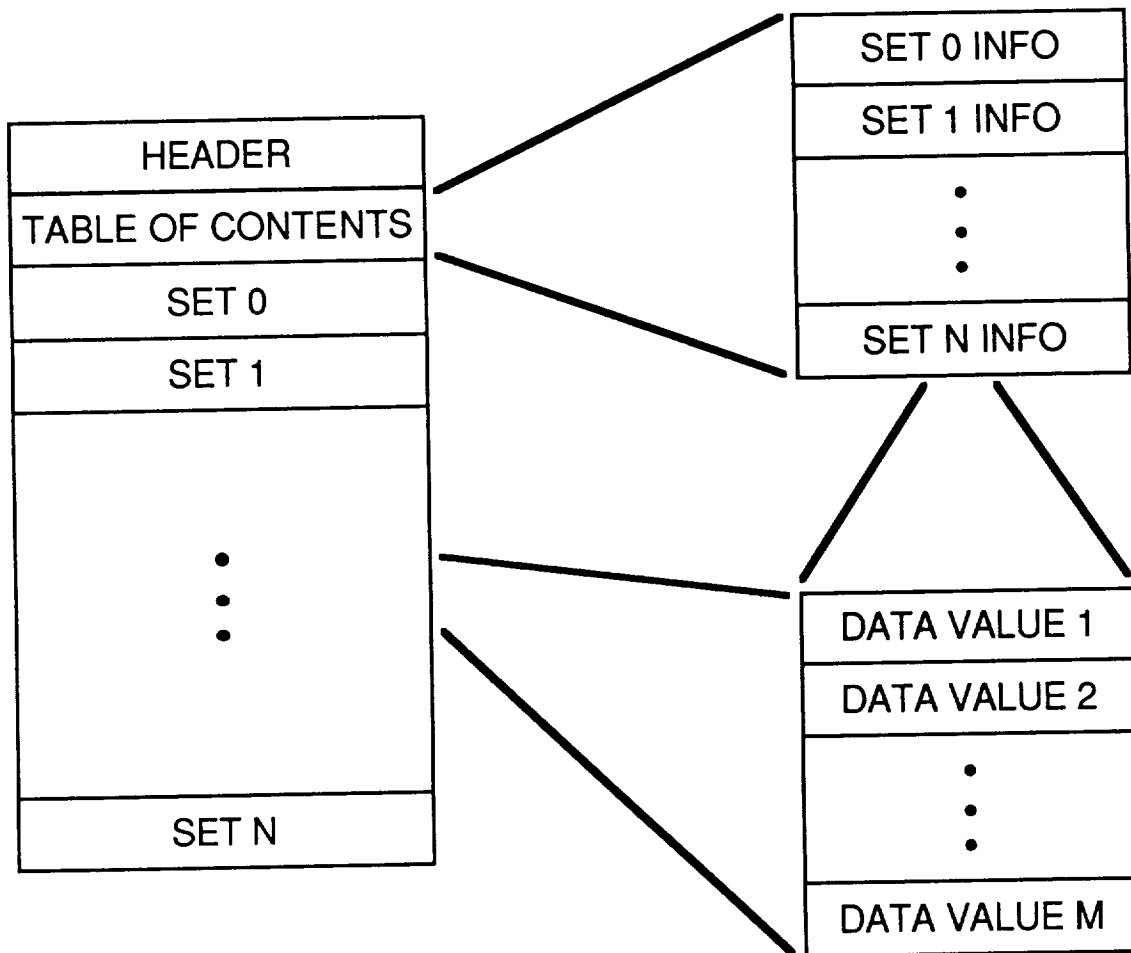 HEADER
TABLE OF CONTENTS
SET 0
SET 1
SET N
SET 0 INFO
SET 1 INFO
SET N INFO
DATA VALUE 1
DATA VALUE 2
DATA VALUE M